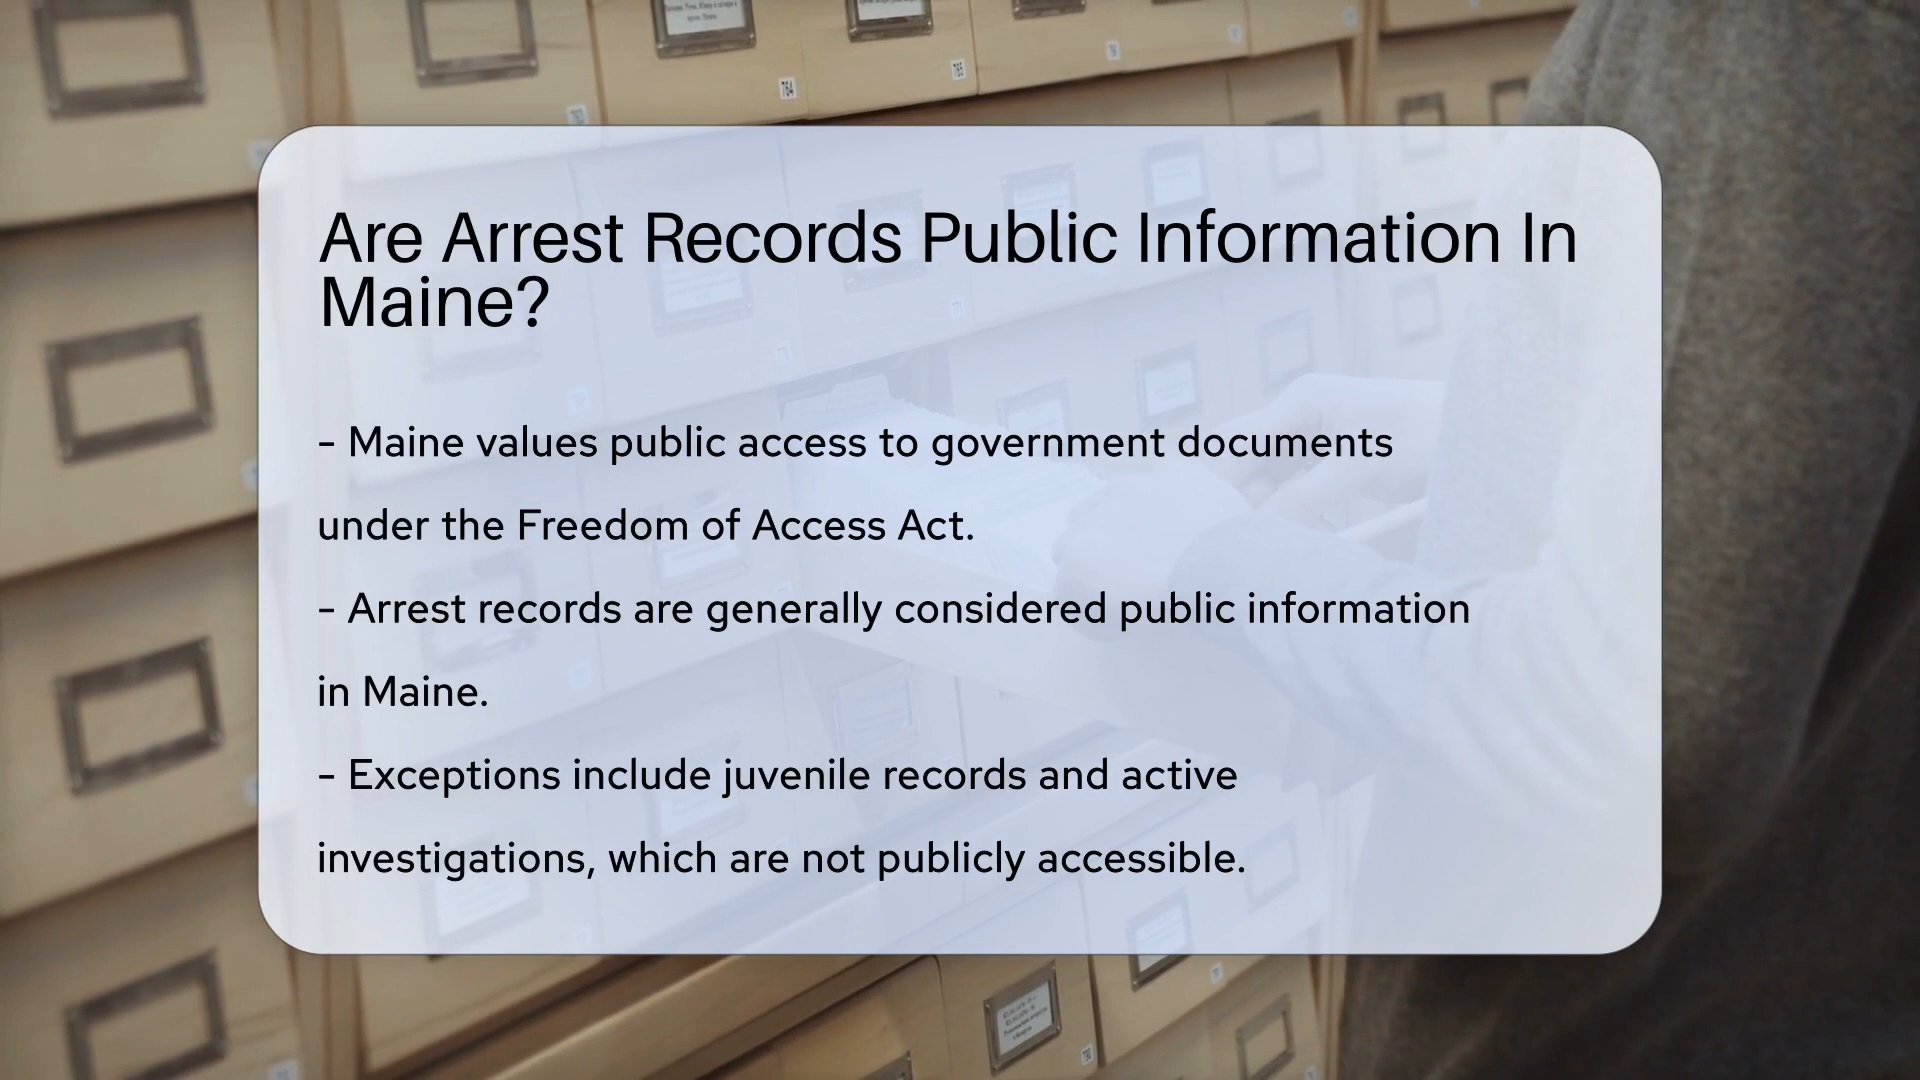 764
765
Are Arrest Records Public Information In
Maine?
– Maine values public access to government documents
under the Freedom of Access Act.
– Arrest records are generally considered public information
in Maine.
– Exceptions include juvenile records and active
investigations, which are not publicly accessible.